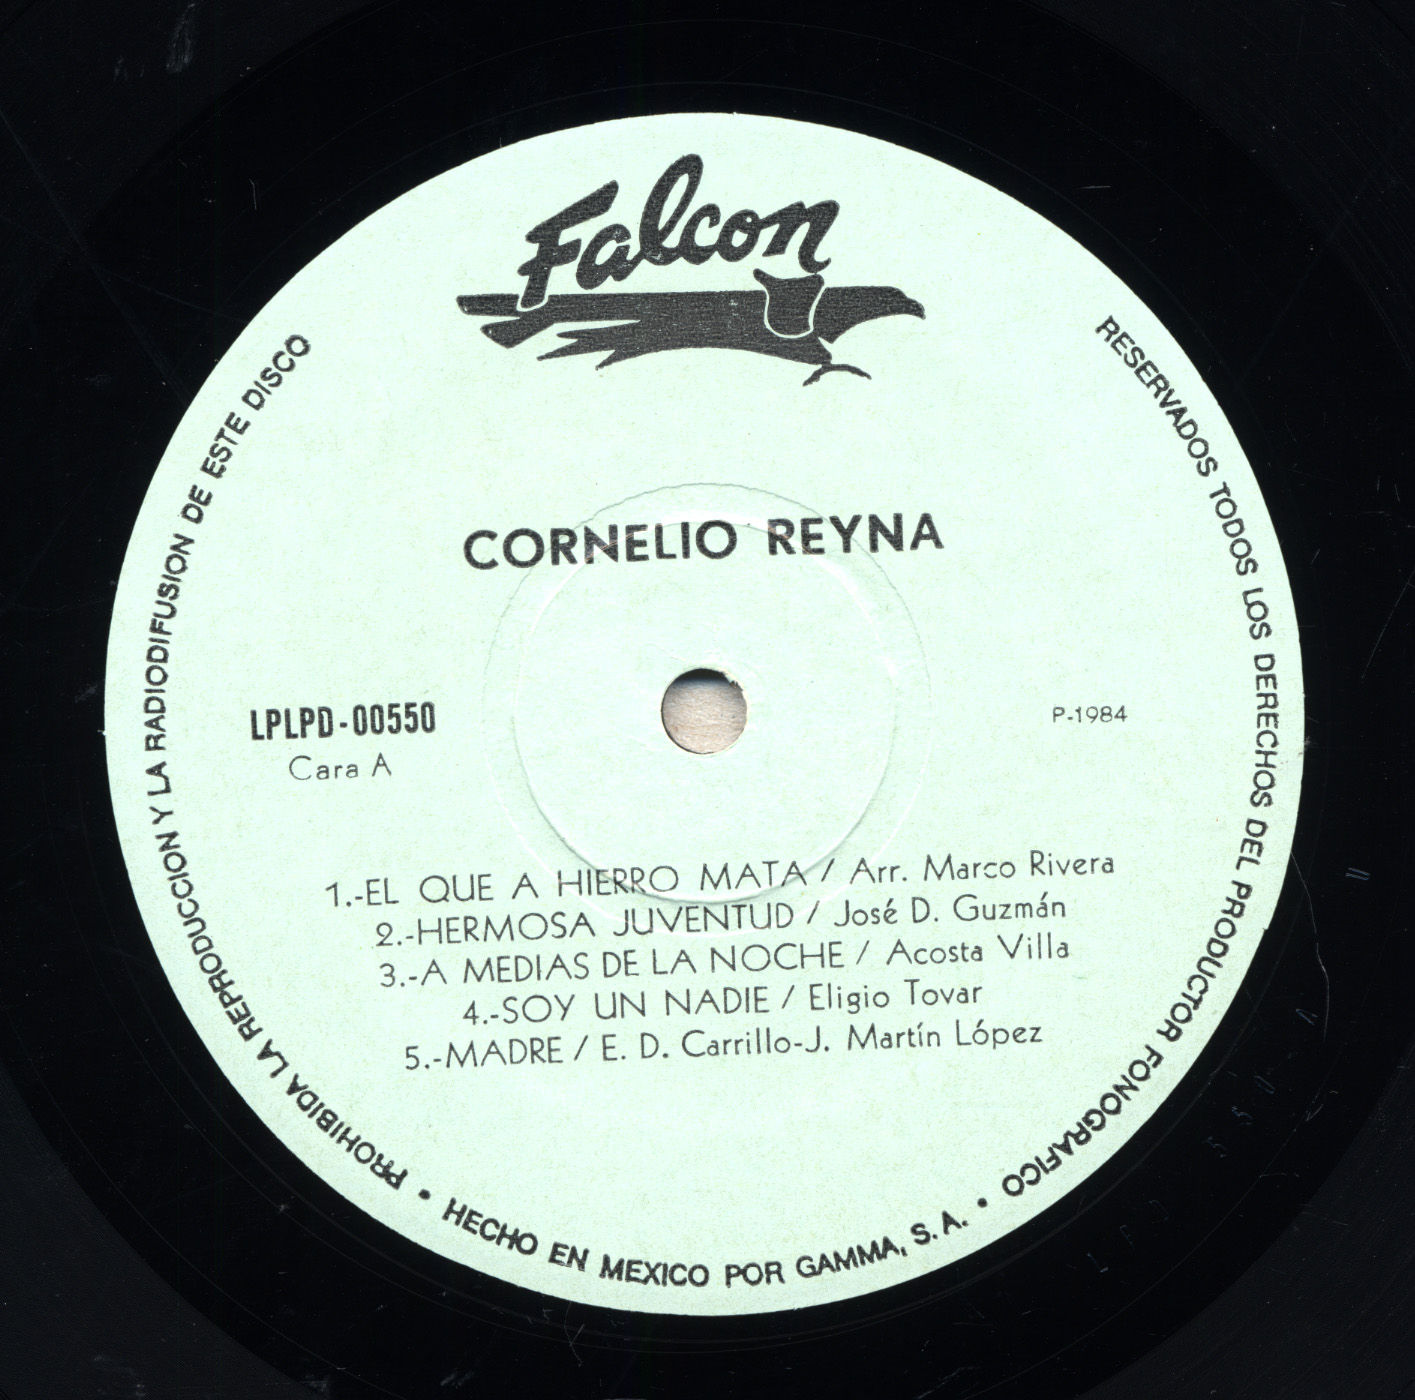 Falcon
CORNELIO REYNA
LPLPD-00550
Cara A
P-1984
1.-EL QUE A HIERRO MATA / Arr. Marco Rivera
2.-HERMOSA JUVENTUD / José D. Guzmán
3.-A MEDIAS DE LA NOCHE / Acosta Villa
4.-SOY UN NADIE / Eligio Tovar
5.-MADRE / E. D. Carrillo-J. Martín López
RESERVADOS TODOS LOS DERECHOS DEL PRODUCTOR FONOGRAFICO • HECHO EN MEXICO POR GAMMA, S.A. • PROHIBIDA LA REPRODUCCION Y LA RADIODIFUSION DE ESTE DISCO